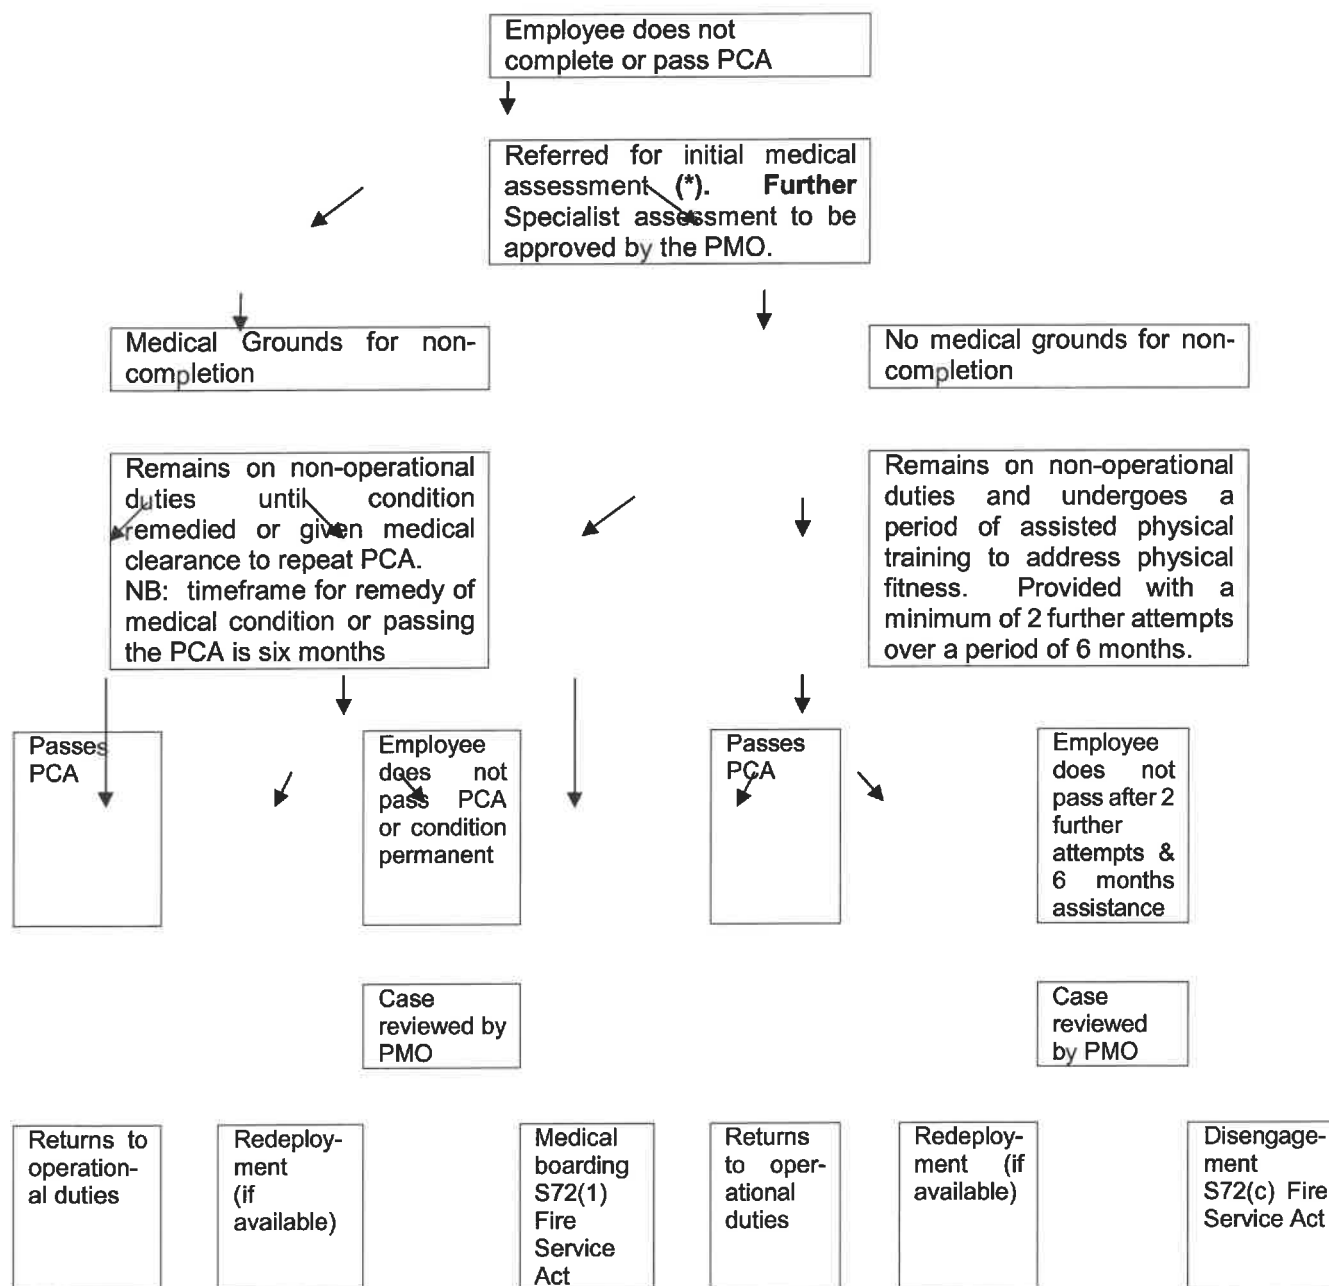 Employee does not
complete or pass PCA
Referred for initial medical
assessment (*). Further
Specialist assessment to be
approved by the PMO.
Medical Grounds for non-
completion
No medical grounds for non-
completion
Remains on non-operational
duties until condition
remedied or given medical
clearance to repeat PCA.
NB: timeframe for remedy of
medical condition or passing
the PCA is six months
Remains on non-operational
duties and undergoes a
period of assisted physical
training to address physical
fitness. Provided with a
minimum of 2 further attempts
over a period of 6 months.
Passes
PCA
Employee
does not
pass PCA
or condition
permanent
Passes
PCA
Employee
does not
pass after 2
further
attempts &
6 months
assistance
Case
reviewed by
PMO
Case
reviewed
by PMO
Returns to
operation-
al duties
Redeploy-
ment
(if
available)
Medical
boarding
S72(1)
Fire
Service
Act
Returns
to oper-
ational
duties
Redeploy-
ment (if
available)
Disengage-
ment
S72(c) Fire
Service Act